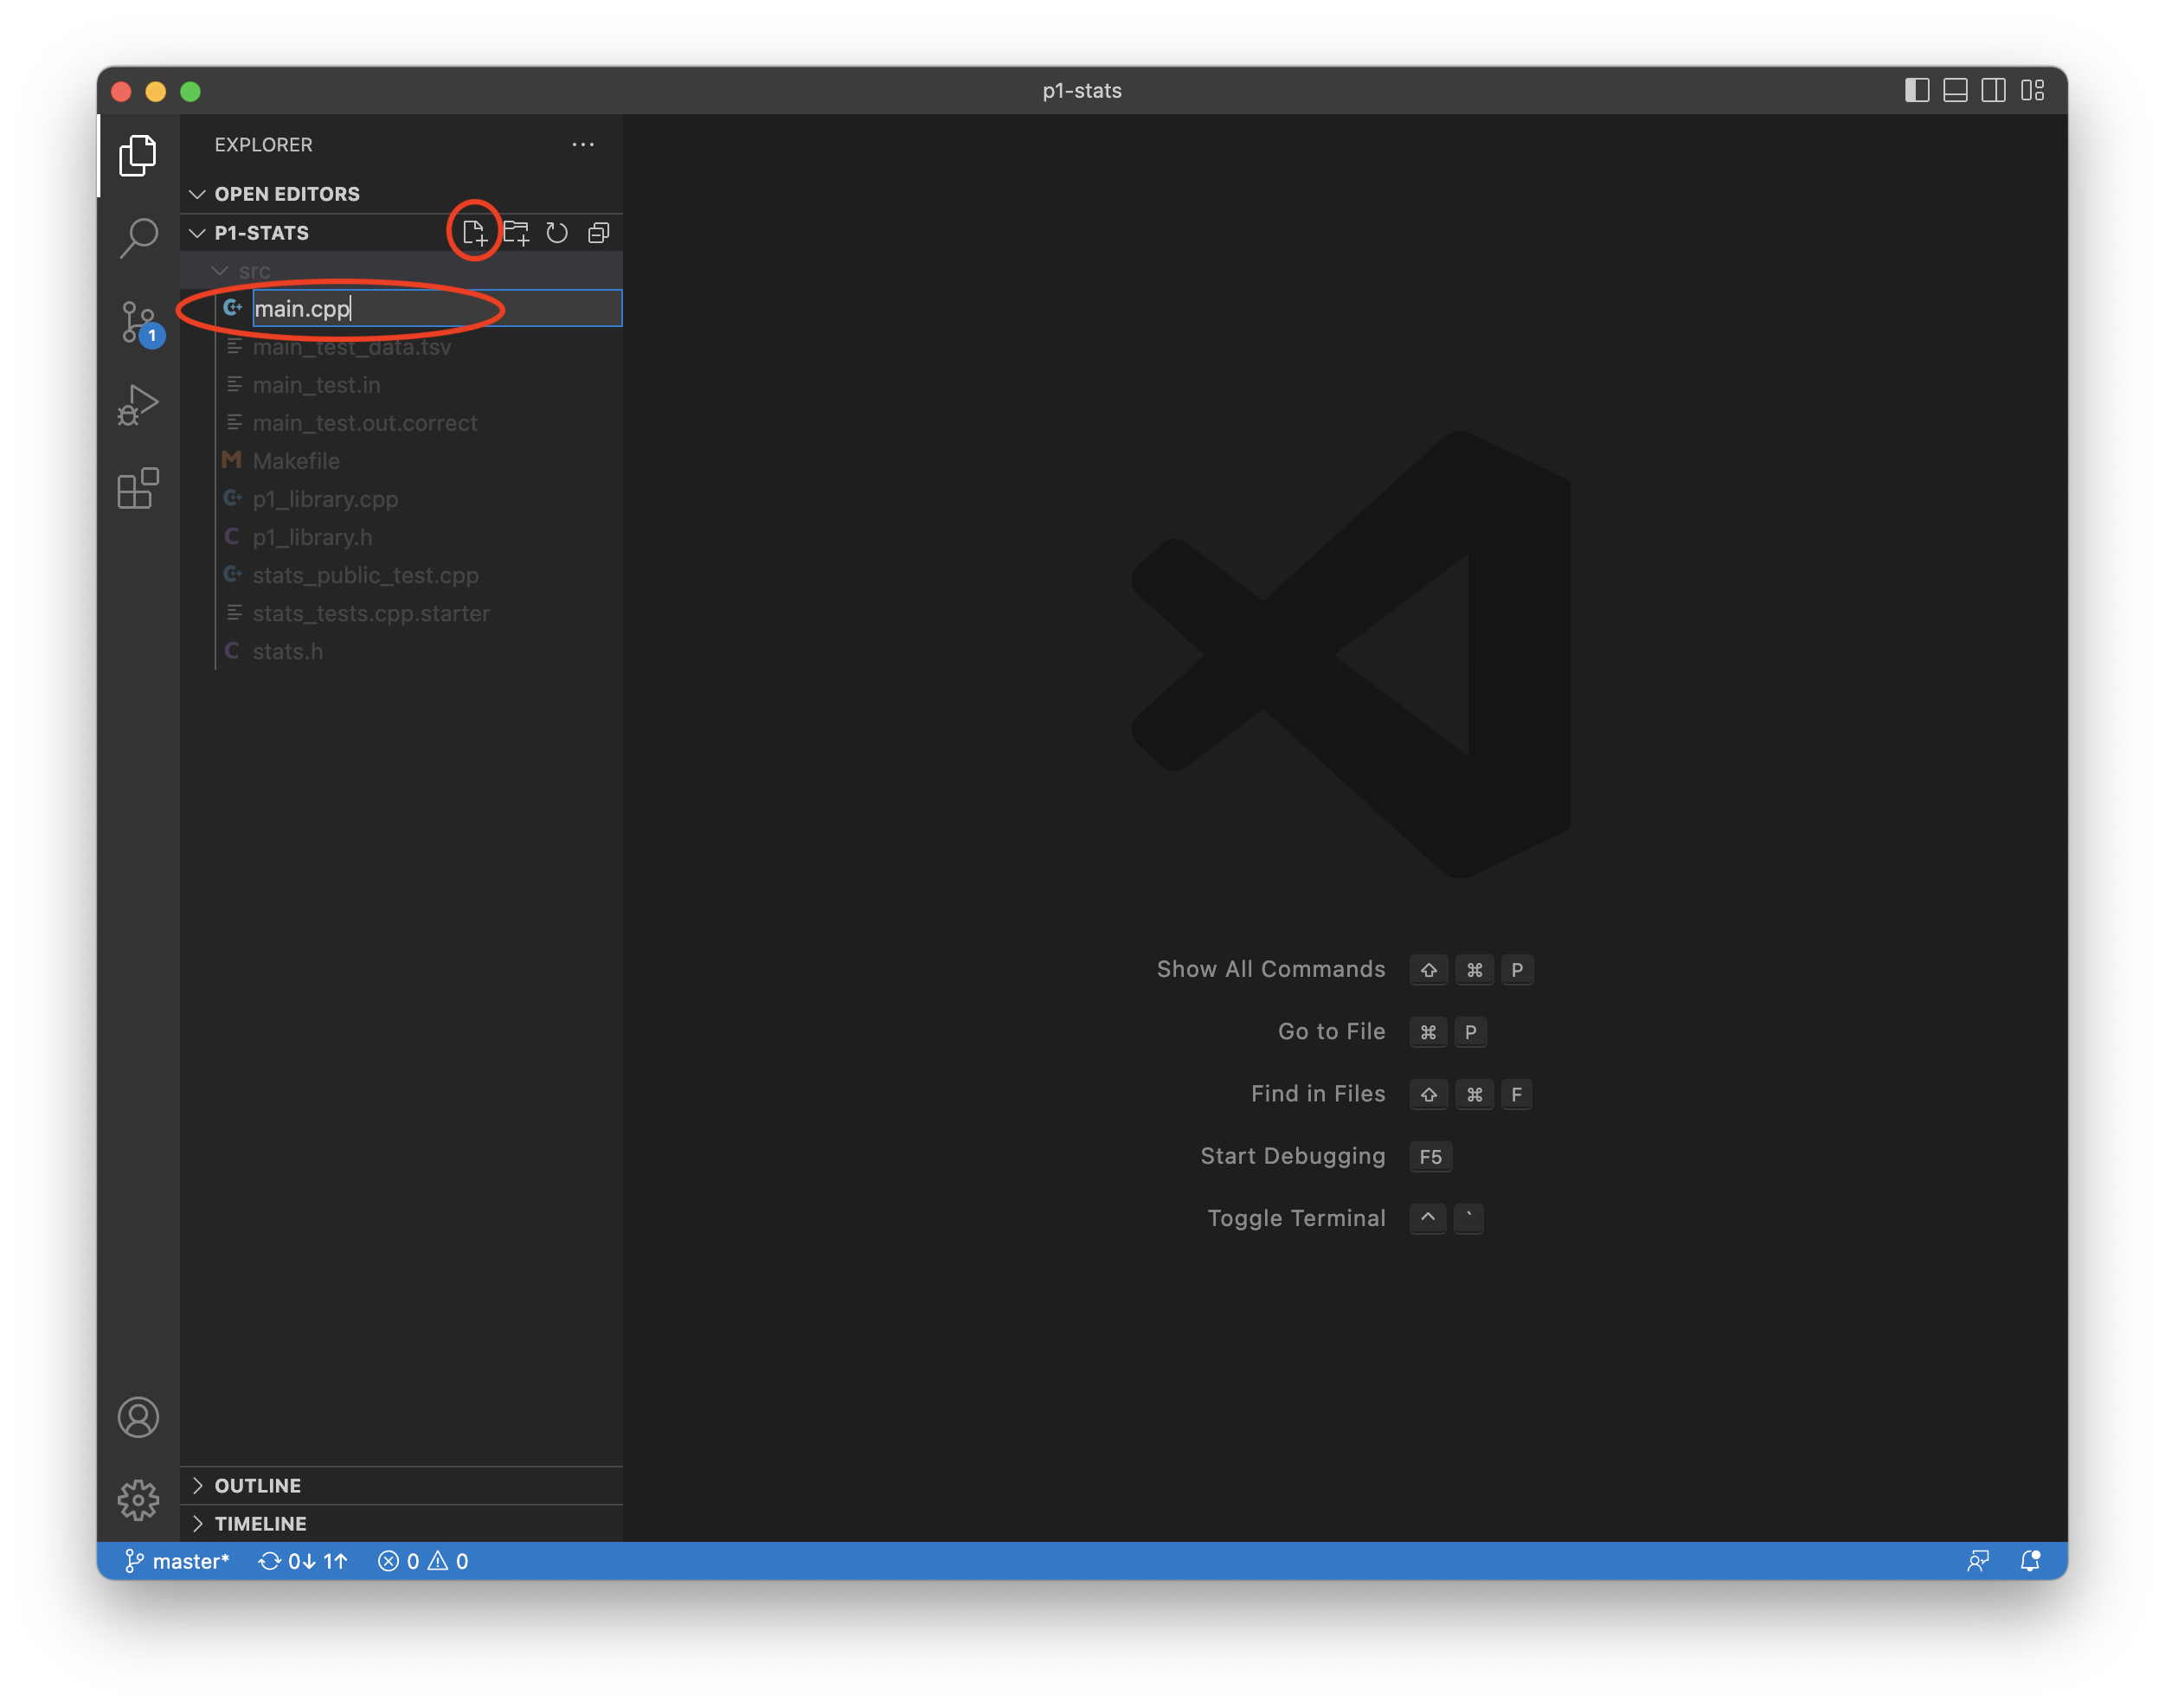 p1-stats
EXPLORER
OPEN EDITORS
P1-STATS
src
main.cpp
main_test_data.tsv
main_test.in
main_test.out.correct
Makefile
p1_library.cpp
p1_library.h
stats_public_test.cpp
stats_tests.cpp.starter
stats.h
1
Show All Commands ⇧ ⌘ P
Go to File ⌘ P
Find in Files ⇧ ⌘ F
Start Debugging F5
Toggle Terminal ^ `
OUTLINE
TIMELINE
master* 0↓ 1↑ 0 0